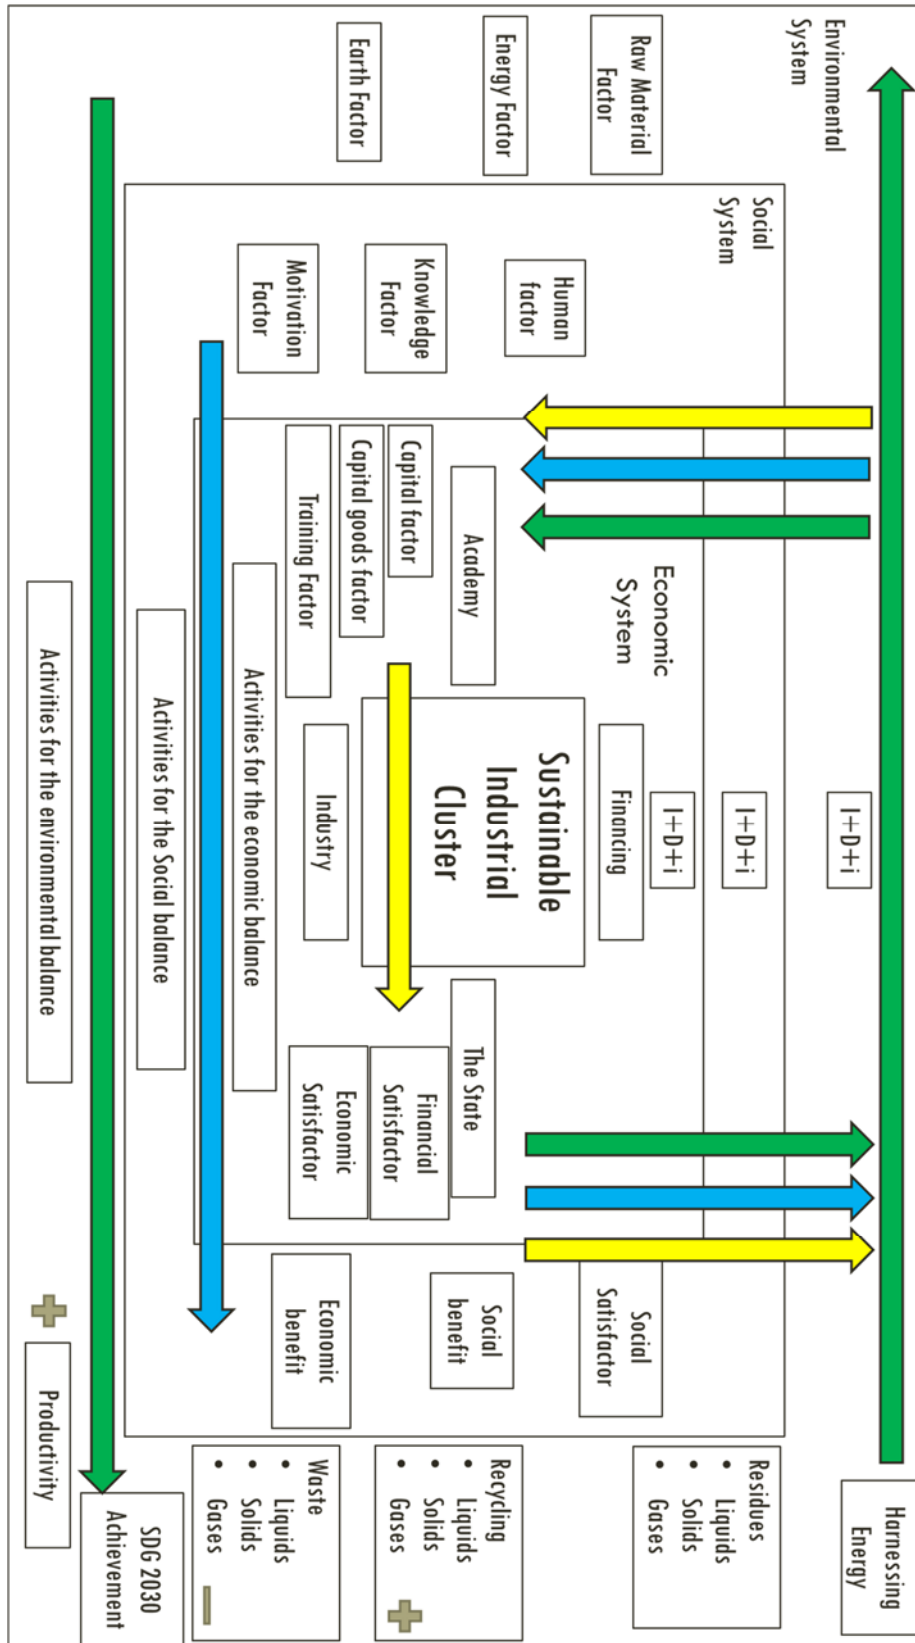 Environmental
System
Harnessing
Energy
Raw Material
Factor
Energy Factor
Earth Factor
Social
System
Human
factor
Knowledge
Factor
Motivation
Factor
I+D+i
I+D+i
I+D+i
Economic
System
Financing
Academy
Capital factor
Capital goods factor
Training Factor
Sustainable
Industrial
Cluster
Industry
The State
Financial
Satisfactor
Economic
Satisfactor
Social
Satisfactor
Social
benefit
Economic
benefit
Residues
• Liquids
• Solids
• Gases
Recycling
• Liquids
• Solids
• Gases
Waste
• Liquids
• Solids
• Gases
Activities for the economic balance
Activities for the Social balance
Activities for the environmental balance
Productivity
SDG 2030
Achievement